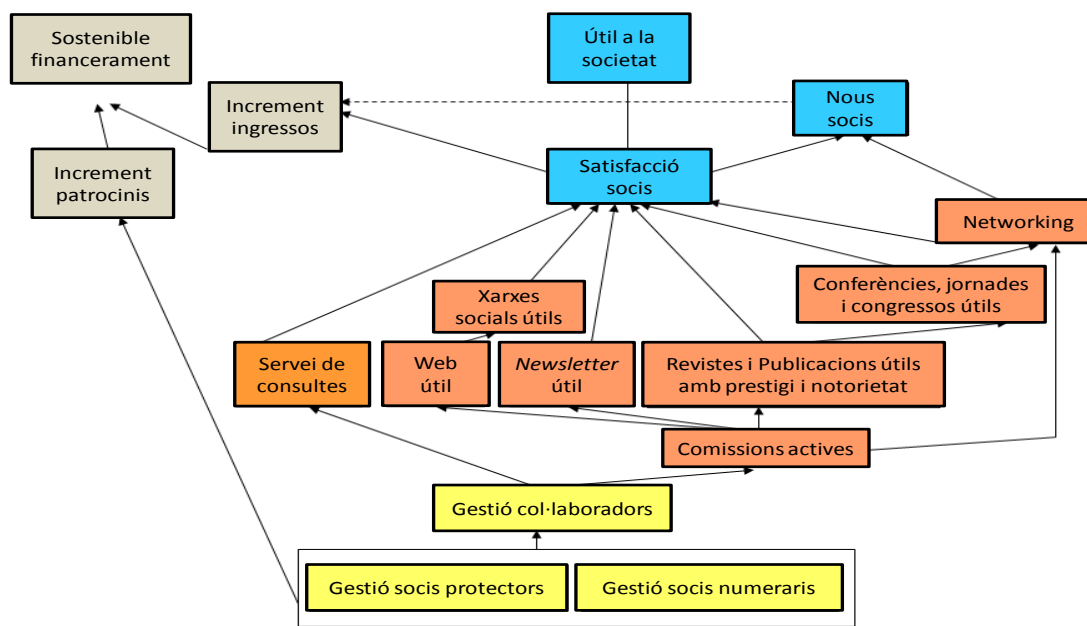 Sostenible
financerament
Útil a la
societat
Increment
ingressos
Nous
socis
Increment
patrocinis
Satisfacció
socis
Networking
Conferències, jornades
i congressos útils
Xarxes
socials útils
Servei de
consultes
Web
útil
Newsletter
útil
Revistes i Publicacions útils
amb prestigi i notorietat
Comissions actives
Gestió col·laboradors
Gestió socis protectors
Gestió socis numeraris